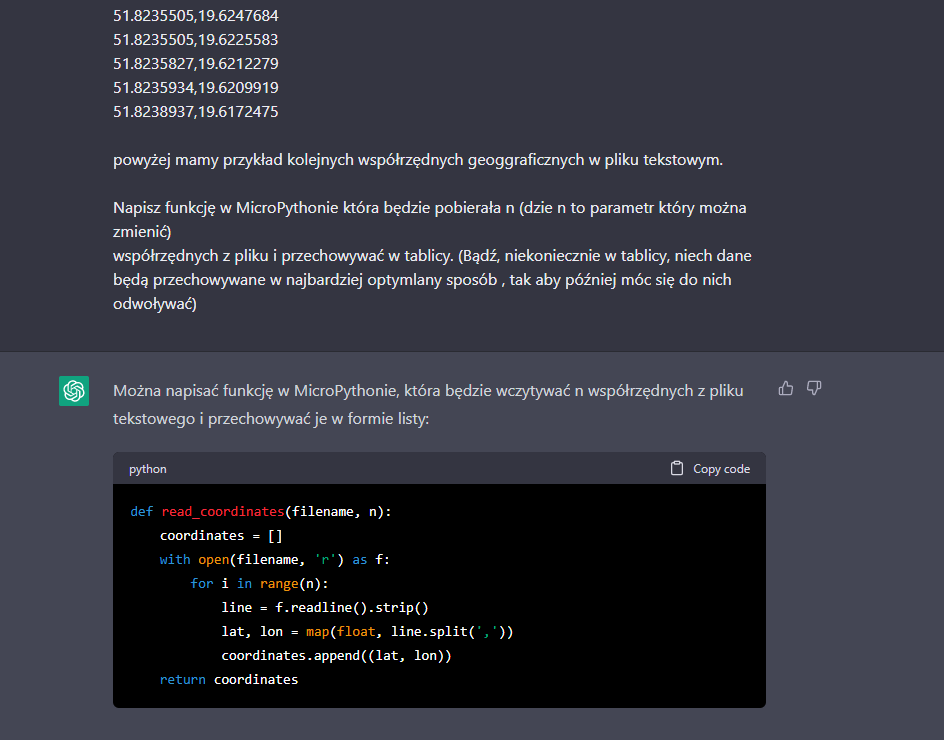 51.8235505,19.6247684
51.8235505,19.6225583
51.8235827,19.6212279
51.8235934,19.6209919
51.8238937,19.6172475
powyżej mamy przykład kolejnych współrzędnych geoggraficznych w pliku tekstowym.
Napisz funkcję w MicroPythonie która będzie pobierała n (dzie n to parametr który można
zmienić)
współrzędnych z pliku i przechowywać w tablicy. (Bądź, niekoniecznie w tablicy, niech dane
będą przechowywane w najbardziej optymlany sposób , tak aby później móc się do nich
odwoływać)
Można napisać funkcję w MicroPythonie, która będzie wczytywać n współrzędnych z pliku
tekstowego i przechowywać je w formie listy:
python Copy code
def read_coordinates(filename, n):
    coordinates = []
    with open(filename, 'r') as f:
        for i in range(n):
            line = f.readline().strip()
            lat, lon = map(float, line.split(','))
            coordinates.append((lat, lon))
    return coordinates